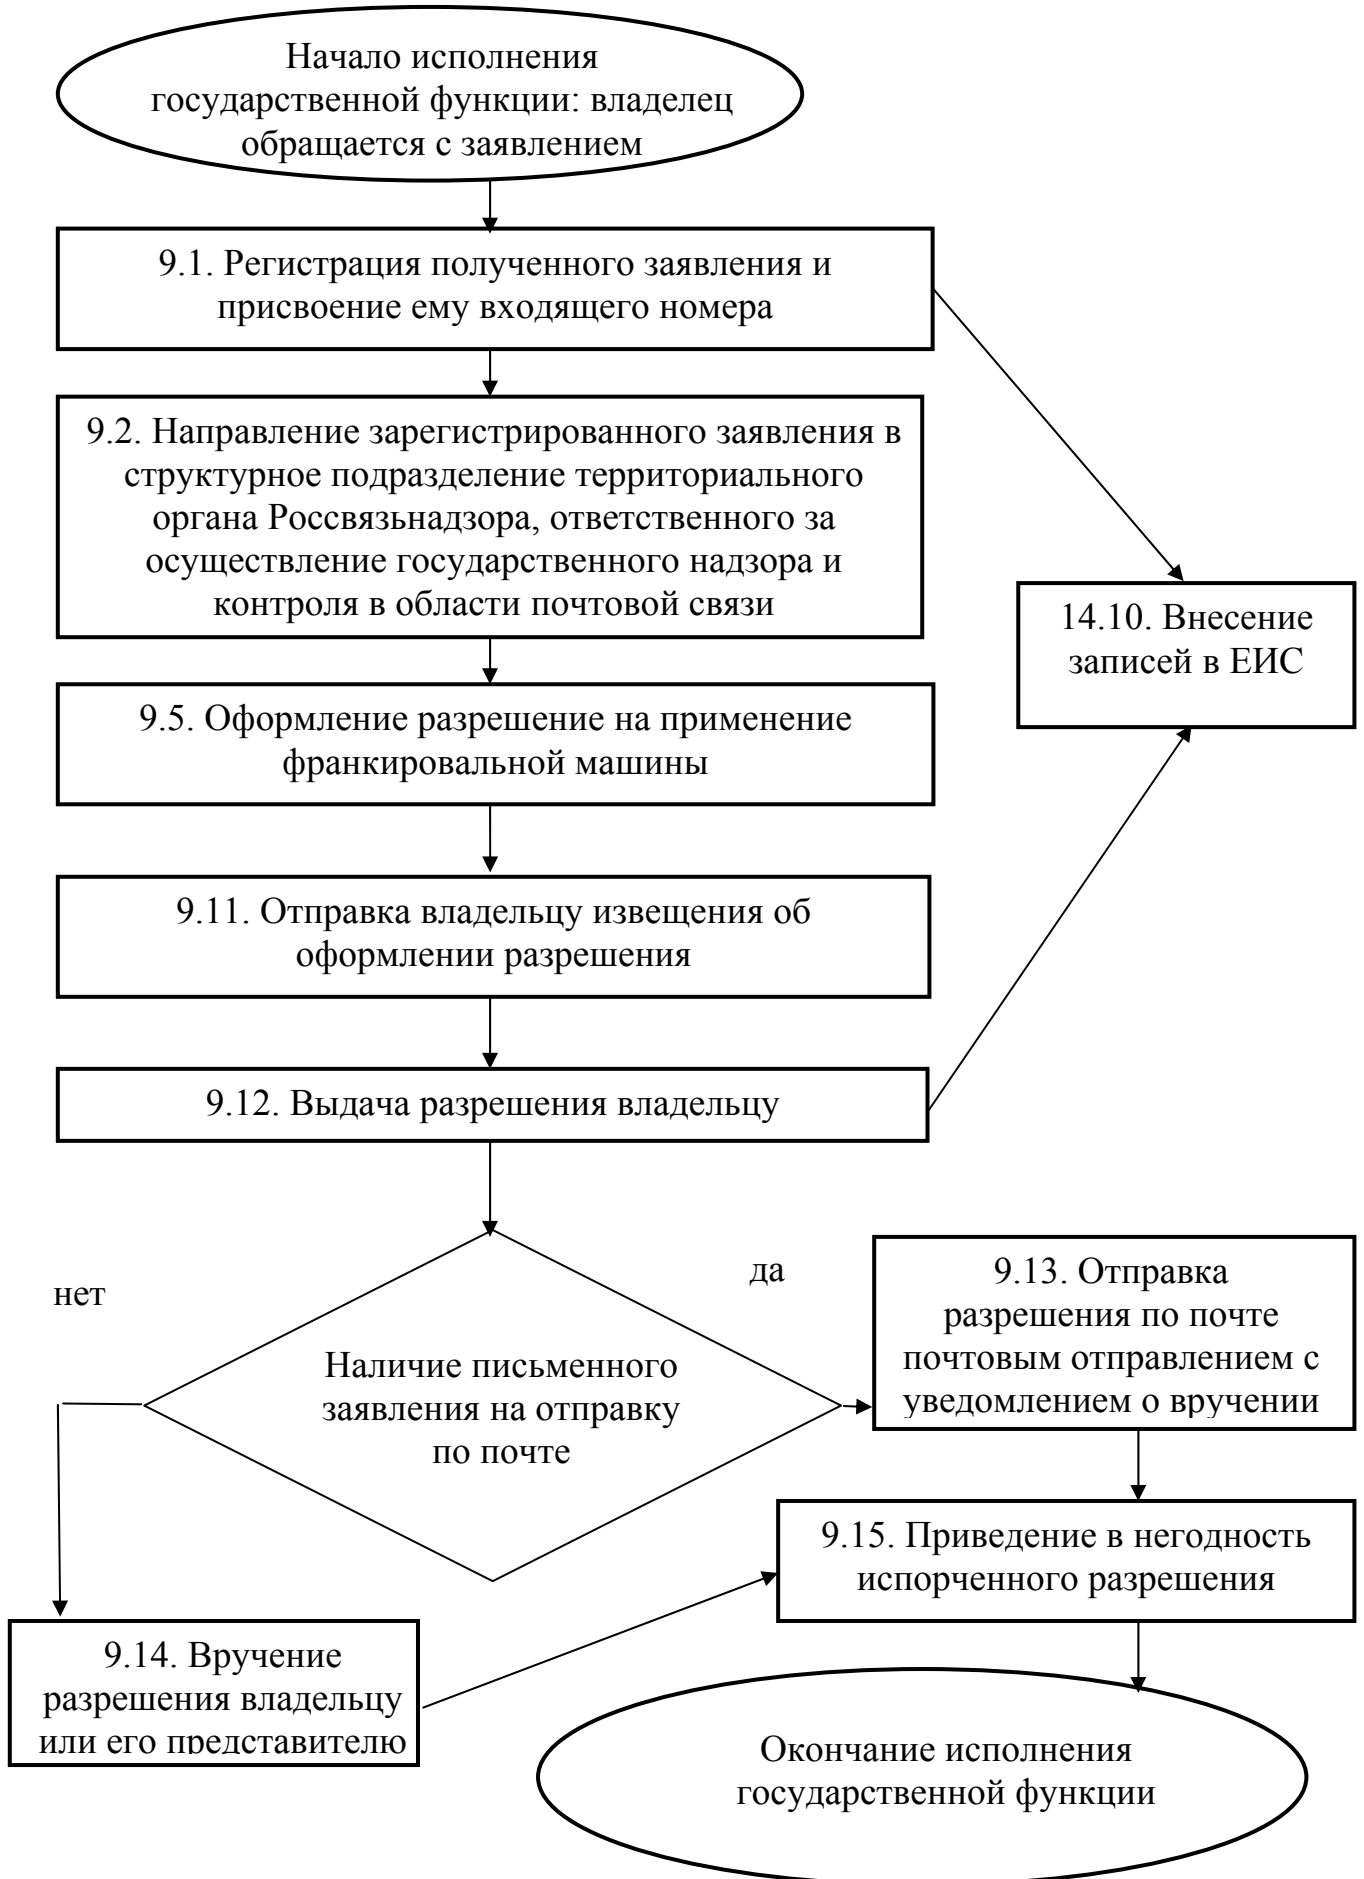 Начало исполнения
государственной функции: владелец
обращается с заявлением
9.1. Регистрация полученного заявления и
присвоение ему входящего номера
9.2. Направление зарегистрированного заявления в
структурное подразделение территориального
органа Россвязьнадзора, ответственного за
осуществление государственного надзора и
контроля в области почтовой связи
14.10. Внесение
записей в ЕИС
9.5. Оформление разрешение на применение
франкировальной машины
9.11. Отправка владельцу извещения об
оформлении разрешения
9.12. Выдача разрешения владельцу
нет
да
Наличие письменного
заявления на отправку
по почте
9.13. Отправка
разрешения по почте
почтовым отправлением с
уведомлением о вручении
9.15. Приведение в негодность
испорченного разрешения
9.14. Вручение
разрешения владельцу
или его представителю
Окончание исполнения
государственной функции